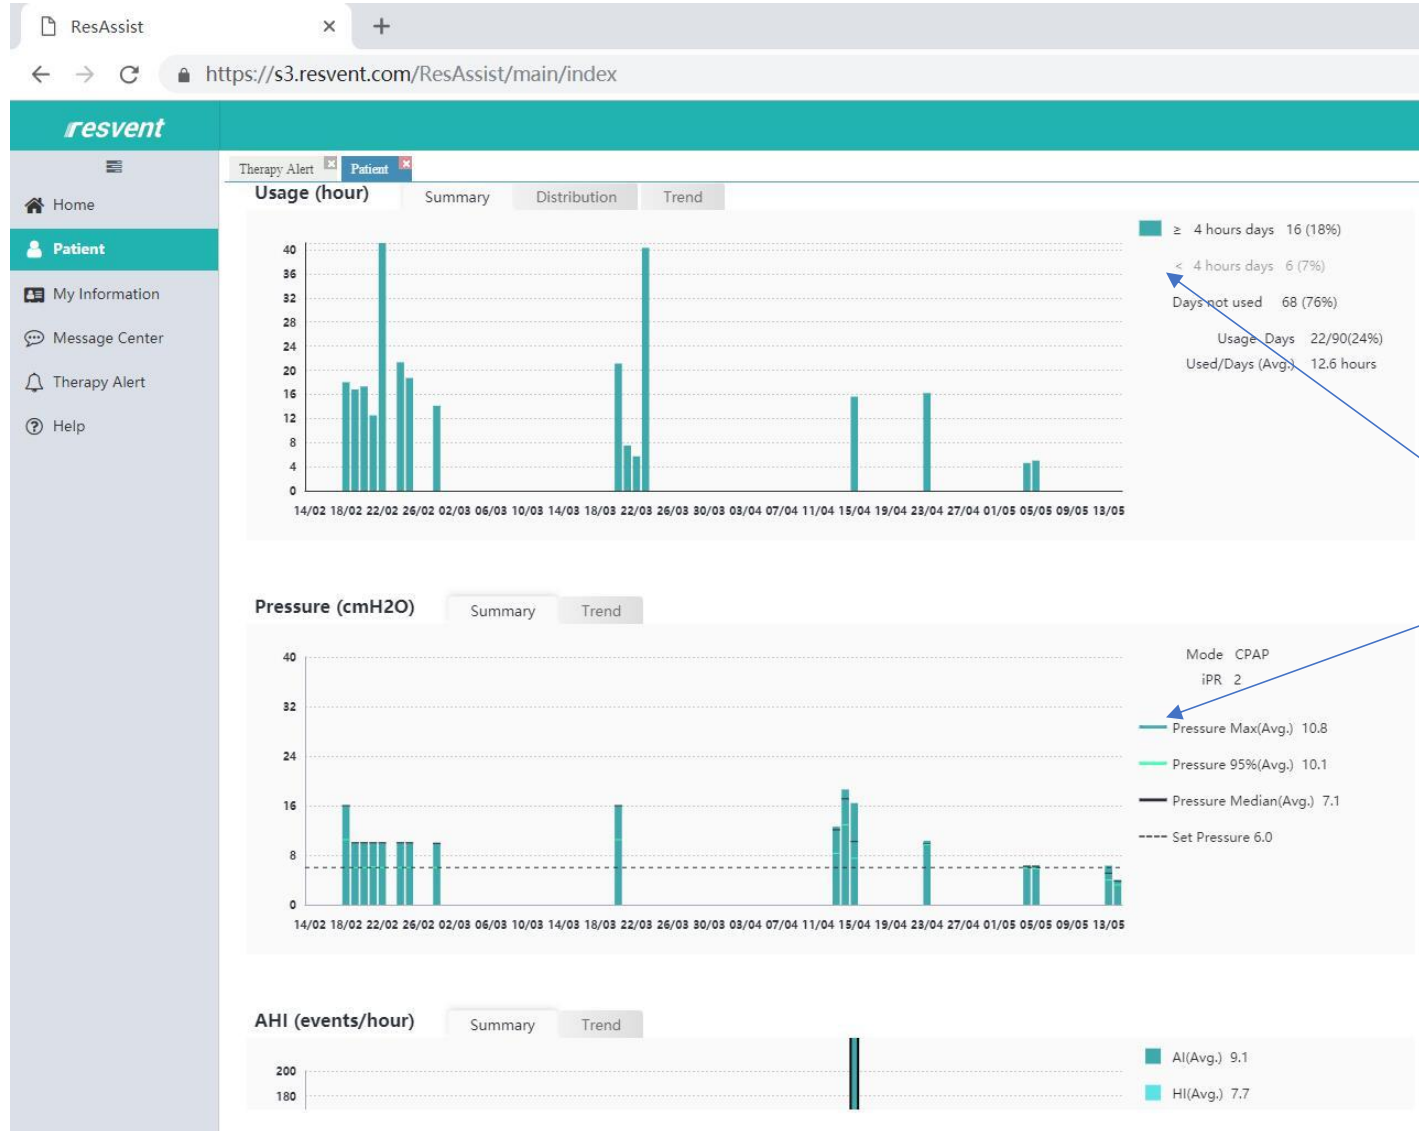 ResAssist
https://s3.resvent.com/ResAssist/main/index
resvent
Therapy Alert Patient
Home
Patient
My Information
Message Center
Therapy Alert
Help
Usage (hour) Summary Distribution Trend
40
36
32
28
24
20
16
12
8
4
0
14/02 18/02 22/02 26/02 02/03 06/03 10/03 14/03 18/03 22/03 26/03 30/03 03/04 07/04 11/04 15/04 19/04 23/04 27/04 01/05 05/05 09/05 13/05
≥ 4 hours days 16 (18%)
< 4 hours days 6 (7%)
Days not used 68 (76%)
Usage Days 22/90(24%)
Used/Days (Avg.) 12.6 hours
Pressure (cmH2O) Summary Trend
40
32
24
16
8
0
14/02 18/02 22/02 26/02 02/03 06/03 10/03 14/03 18/03 22/03 26/03 30/03 03/04 07/04 11/04 15/04 19/04 23/04 27/04 01/05 05/05 09/05 13/05
Mode CPAP
iPR 2
Pressure Max(Avg.) 10.8
Pressure 95%(Avg.) 10.1
Pressure Median(Avg.) 7.1
Set Pressure 6.0
AHI (events/hour) Summary Trend
200
180
AI(Avg.) 9.1
HI(Avg.) 7.7